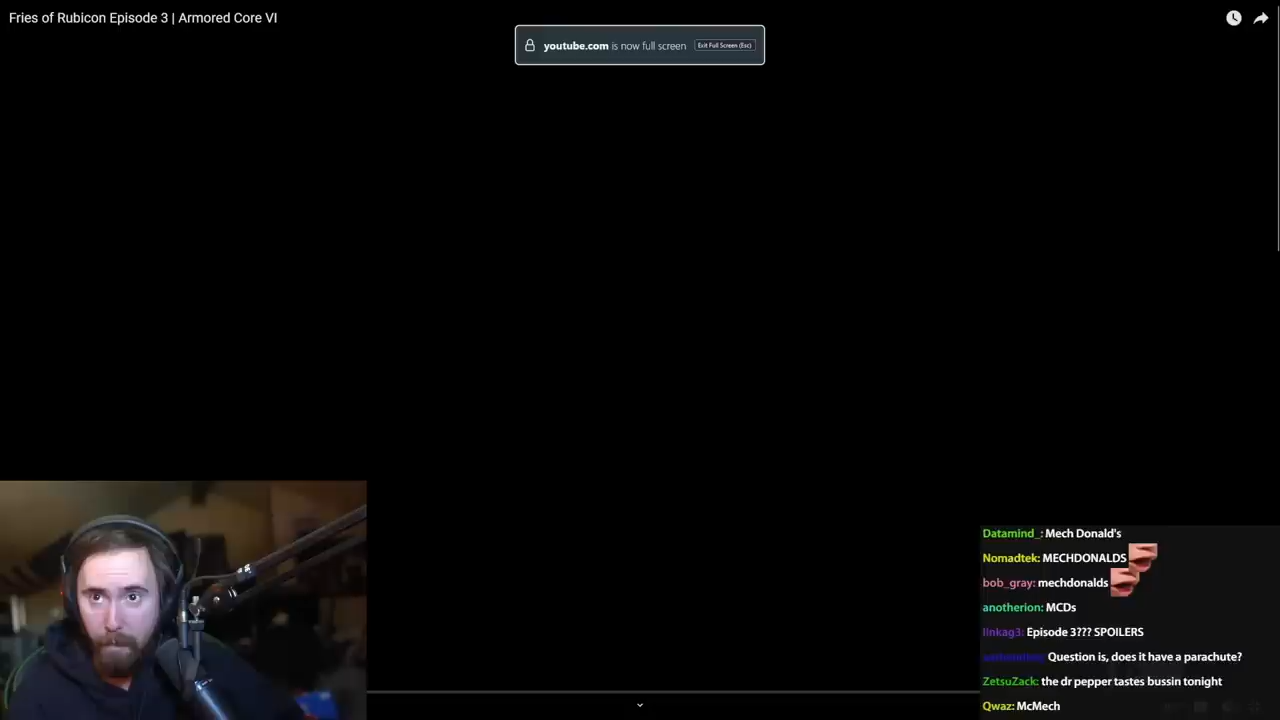 Fries of Rubicon Episode 3 | Armored Core VI
youtube.com is now full screen Exit Full Screen (Esc)
Datamind_: Mech Donald's
Nomadtek: MECHDONALDS
bob_gray: mechdonalds
anotherion: MCDs
linkag3: Episode 3??? SPOILERS
Question is, does it have a parachute?
ZetsuZack: the dr pepper tastes bussin tonight
Qwaz: McMech